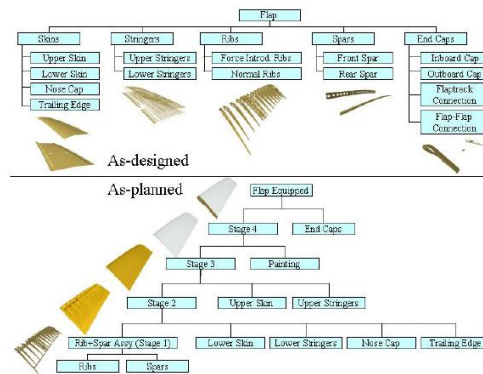 Flap
Skins
Stringers
Ribs
Spars
End Caps
Upper Skin
Upper Stringers
Force Introd. Ribs
Front Spar
Inboard Cap
Lower Skin
Lower Stringers
Normal Ribs
Rear Spar
Outboard Cap
Nose Cap
Flaptrack
Connection
Trailing Edge
Flap-Flap
Connection
As-designed
As-planned
Flap Equipped
Stage 4
End Caps
Stage 3
Painting
Stage 2
Upper Skin
Upper Stringers
Rib+Spar Assy (Stage 1)
Lower Skin
Lower Stringers
Nose Cap
Trailing Edge
Ribs
Spars